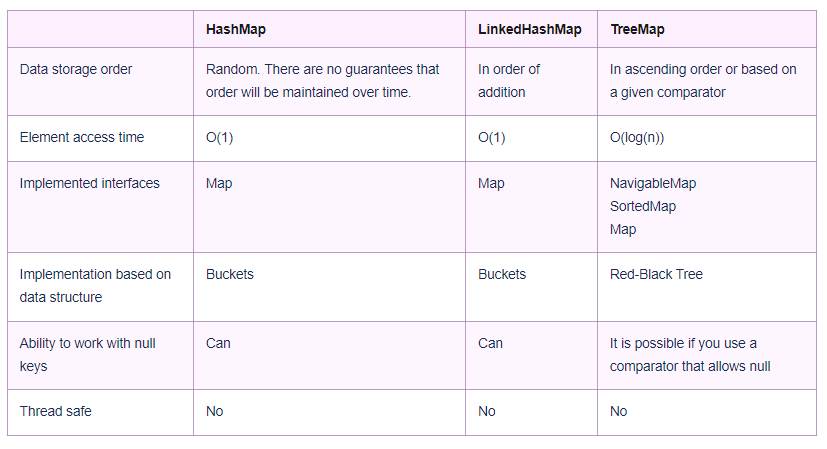 HashMap LinkedHashMap TreeMap
Data storage order Random. There are no guarantees that In order of In ascending order or based on
order will be maintained over time. addition a given comparator
Element access time O(1) O(1) O(log(n))
Implemented interfaces Map Map NavigableMap
SortedMap
Map
Implementation based on Buckets Buckets Red-Black Tree
data structure
Ability to work with null Can Can It is possible if you use a
keys comparator that allows null
Thread safe No No No